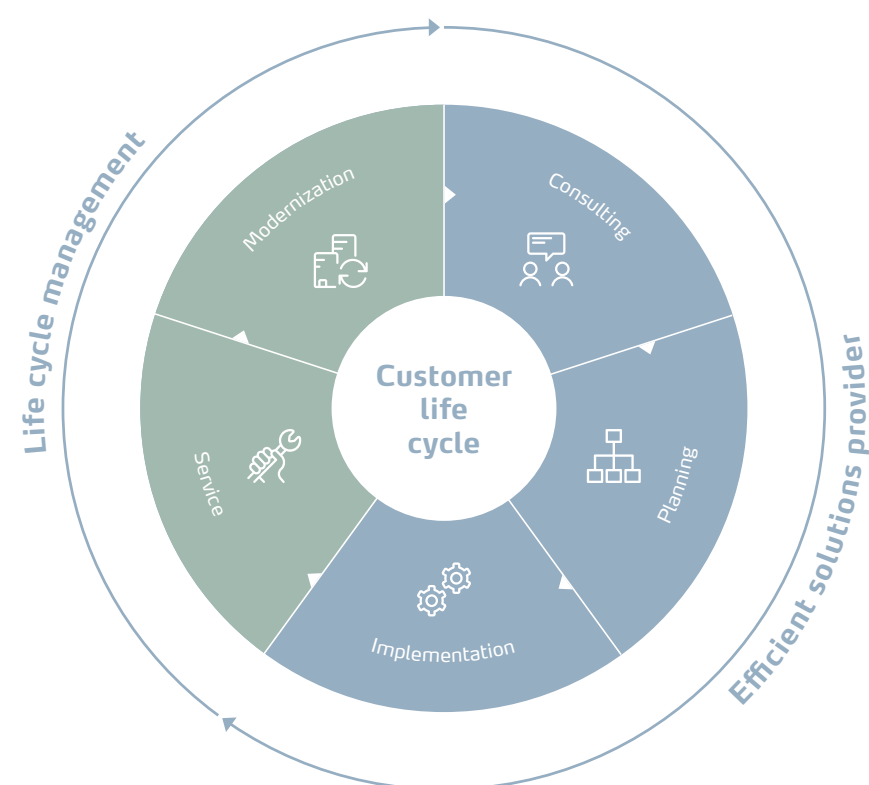 Life cycle management
Efficient solutions provider
Modernization
Consulting
Planning
Implementation
Service
Customer
life
cycle